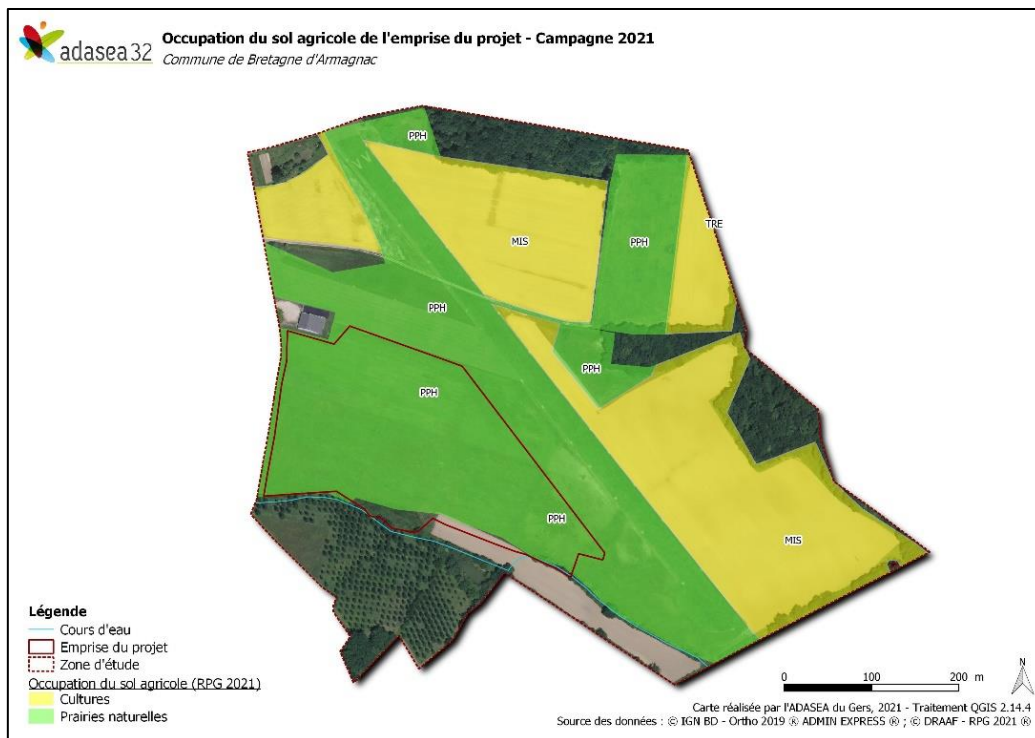 adasea32
Occupation du sol agricole de l'emprise du projet - Campagne 2021
Commune de Bretagne d'Armagnac
PPH
TRE
MIS
PPH
PPH
PPH
PPH
PPH
MIS
Légende
Cours d'eau
Emprise du projet
Zone d'étude
Occupation du sol agricole (RPG 2021)
Cultures
Prairies naturelles
0 100 200 m
N
Carte réalisée par l'ADASEA du Gers, 2021 - Traitement QGIS 2.14.4
Source des données : © IGN BD - Ortho 2019 ® ADMIN EXPRESS ® ; © DRAAF - RPG 2021 ®